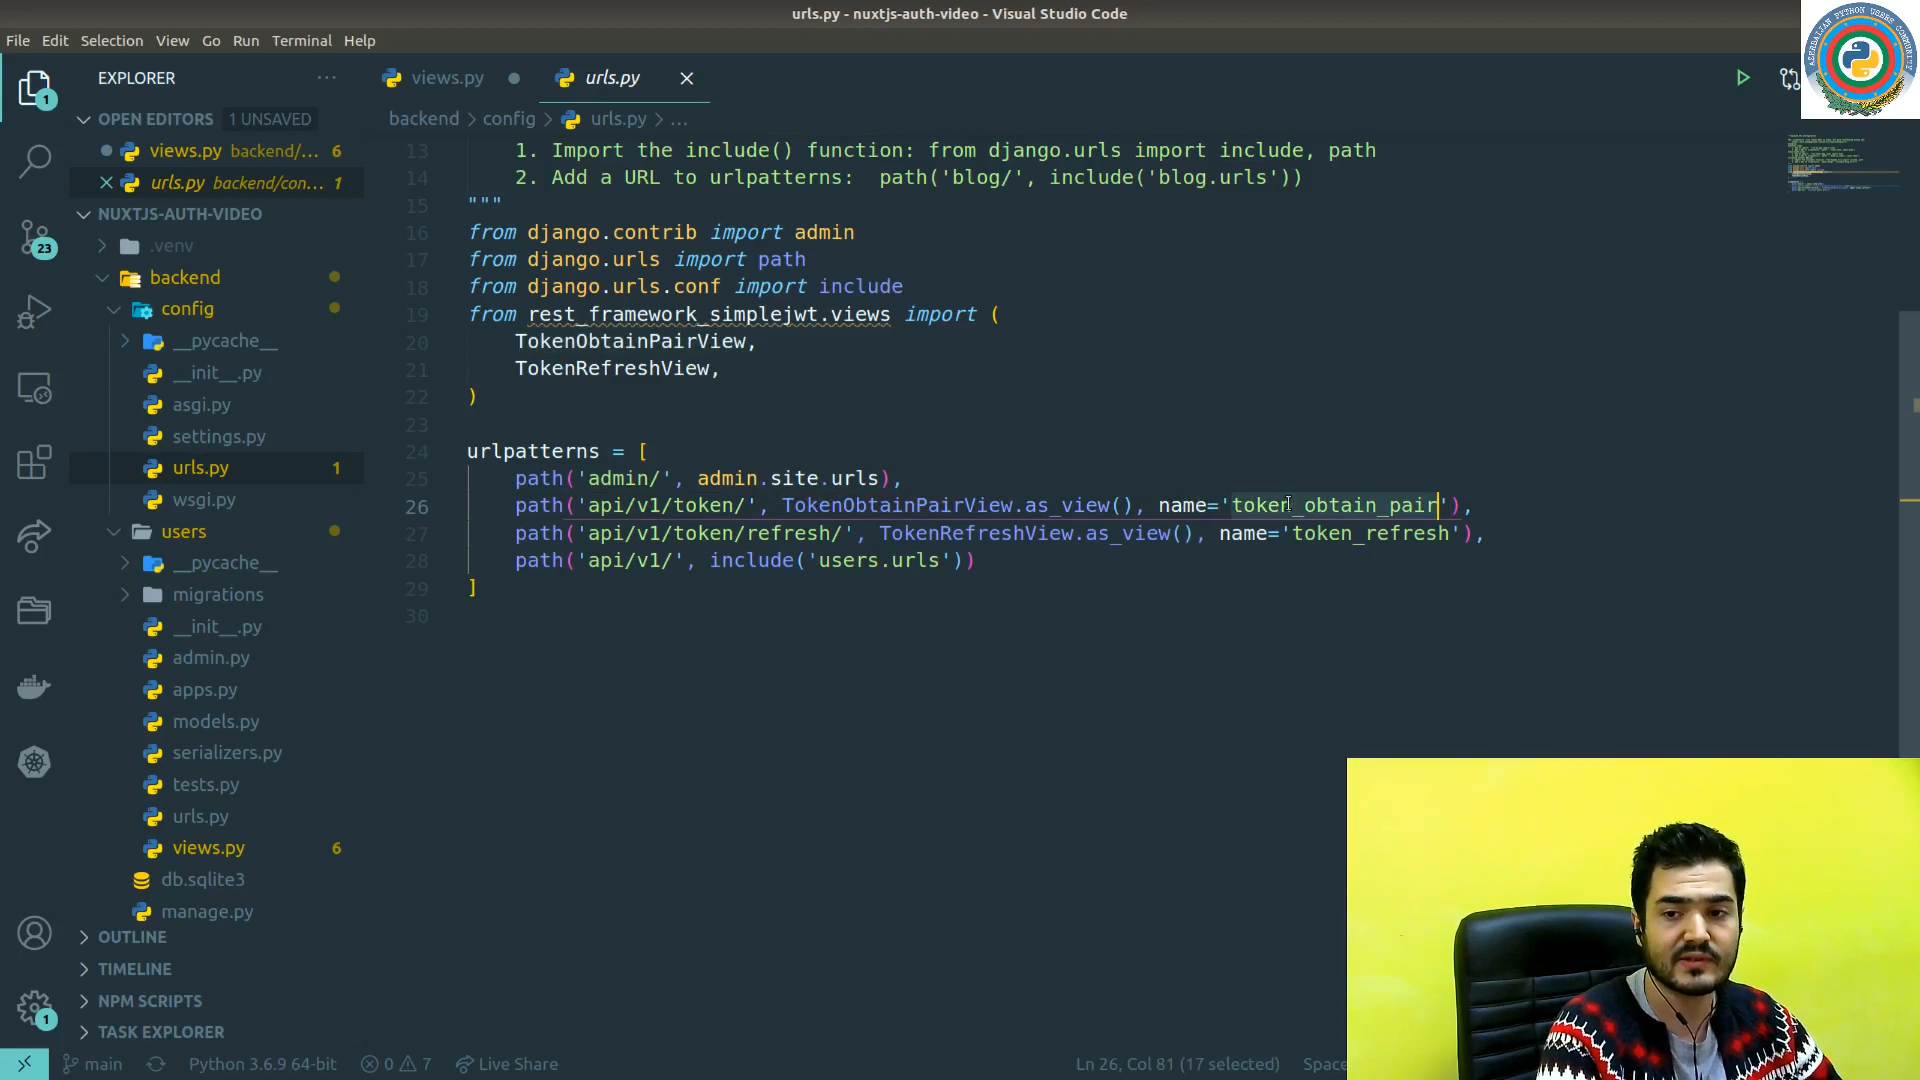 urls.py - nuxtjs-auth-video - Visual Studio Code
File Edit Selection View Go Run Terminal Help
AZERBAIJAN PYTHON USERS COMMUNITY
EXPLORER ...
views.py
urls.py
OPEN EDITORS 1 UNSAVED
backend > config > urls.py > ...
views.py backend/... 6
urls.py backend/con... 1
NUXTJS-AUTH-VIDEO
.venv
backend
config
__pycache__
__init__.py
asgi.py
settings.py
urls.py 1
wsgi.py
users
__pycache__
migrations
__init__.py
admin.py
apps.py
models.py
serializers.py
tests.py
urls.py
views.py 6
db.sqlite3
manage.py
OUTLINE
TIMELINE
NPM SCRIPTS
TASK EXPLORER
1
23
1
13 1. Import the include() function: from django.urls import include, path
14 2. Add a URL to urlpatterns:  path('blog/', include('blog.urls'))
15 """
16 from django.contrib import admin
17 from django.urls import path
18 from django.urls.conf import include
19 from rest_framework_simplejwt.views import (
20 TokenObtainPairView,
21 TokenRefreshView,
22 )
23
24 urlpatterns = [
25 path('admin/', admin.site.urls),
26 path('api/v1/token/', TokenObtainPairView.as_view(), name='token_obtain_pair'),
27 path('api/v1/token/refresh/', TokenRefreshView.as_view(), name='token_refresh'),
28 path('api/v1/', include('users.urls'))
29 ]
30
main Python 3.6.9 64-bit 0 7 Live Share Ln 26, Col 81 (17 selected) Space